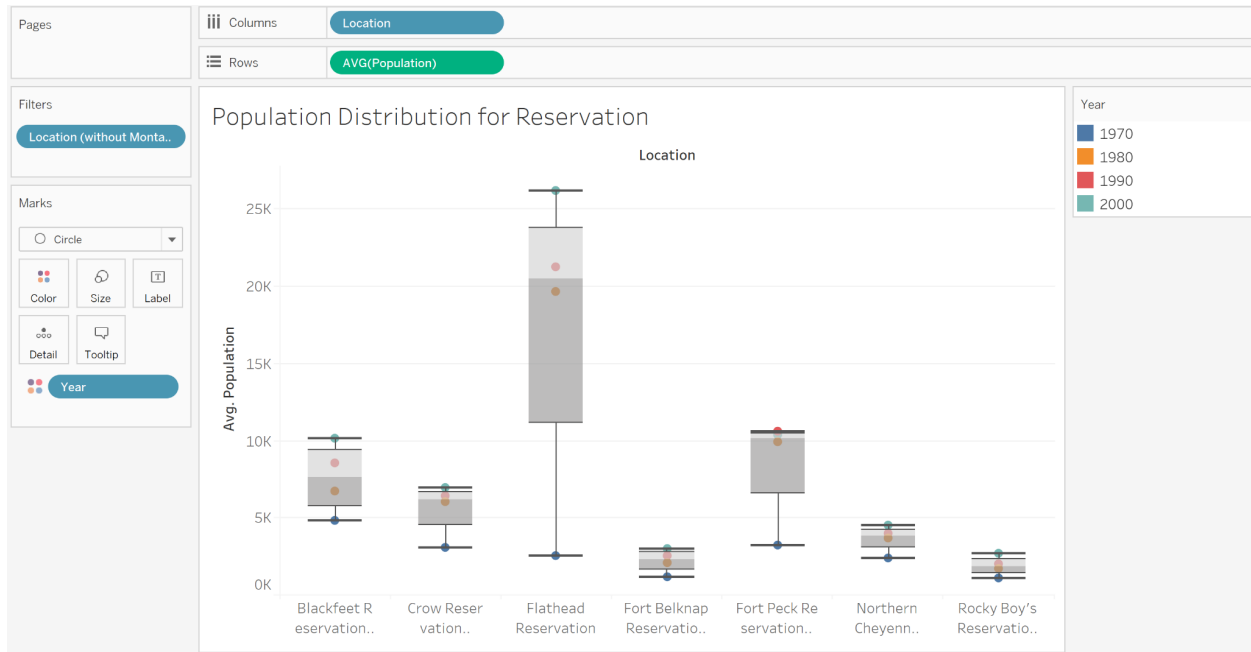 Pages
Columns
Location
Rows
AVG(Population)
Filters
Location (without Monta..
Marks
Circle
Color
Size
T
Label
Detail
Tooltip
Year
Population Distribution for Reservation
Location
Avg. Population
25K
20K
15K
10K
5K
0K
Blackfeet R
eservation..
Crow Reser
vation..
Flathead
Reservation
Fort Belknap
Reservatio..
Fort Peck Re
servation..
Northern
Cheyenn..
Rocky Boy's
Reservatio..
Year
1970
1980
1990
2000